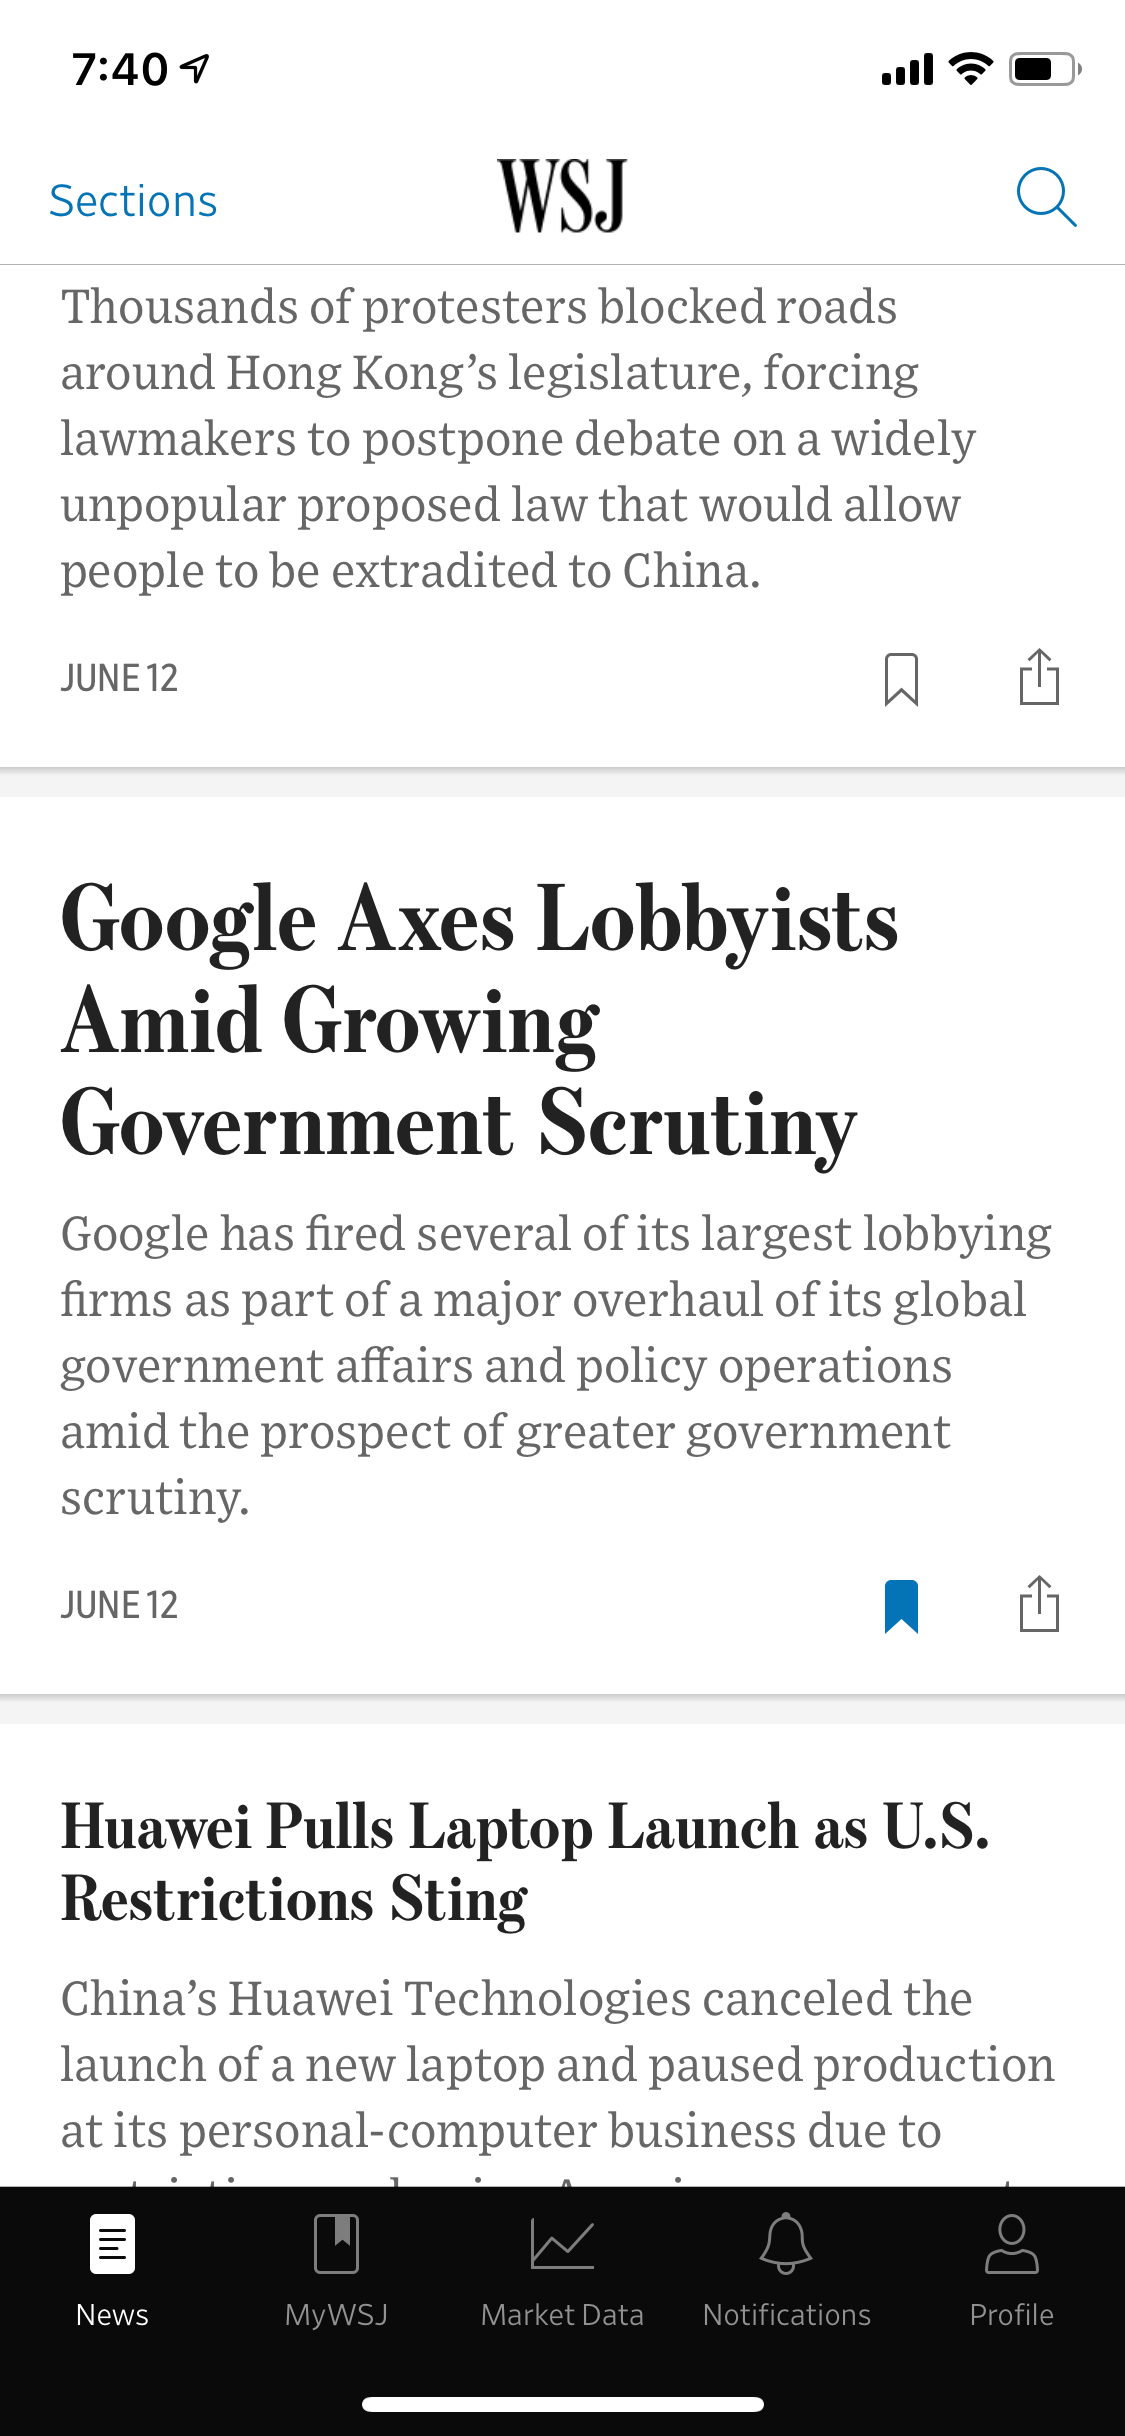 7:40
Sections
WSJ
Thousands of protesters blocked roads
around Hong Kong’s legislature, forcing
lawmakers to postpone debate on a widely
unpopular proposed law that would allow
people to be extradited to China.
JUNE 12
Google Axes Lobbyists
Amid Growing
Government Scrutiny
Google has fired several of its largest lobbying
firms as part of a major overhaul of its global
government affairs and policy operations
amid the prospect of greater government
scrutiny.
JUNE 12
Huawei Pulls Laptop Launch as U.S.
Restrictions Sting
China’s Huawei Technologies canceled the
launch of a new laptop and paused production
at its personal-computer business due to
News
MyWSJ
Market Data
Notifications
Profile